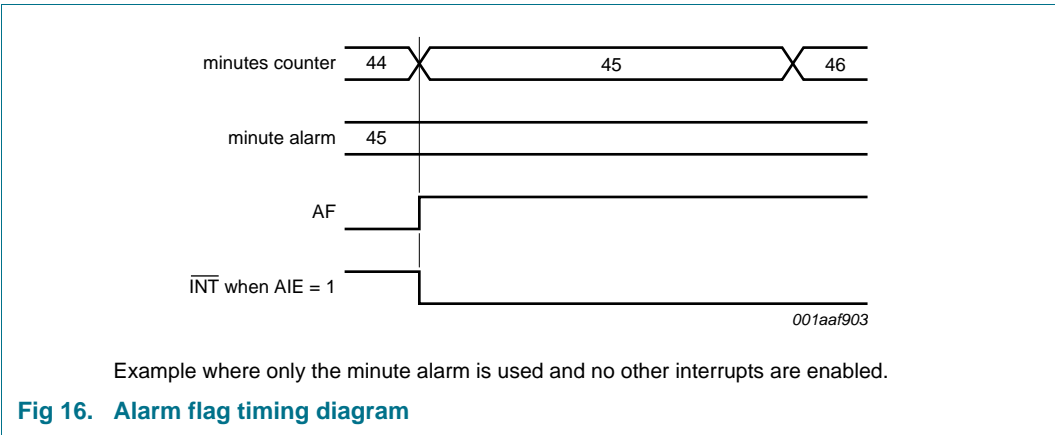 minutes counter 44 45 46
minute alarm 45
AF
INT when AIE = 1
001aaf903
Example where only the minute alarm is used and no other interrupts are enabled.
Fig 16. Alarm flag timing diagram